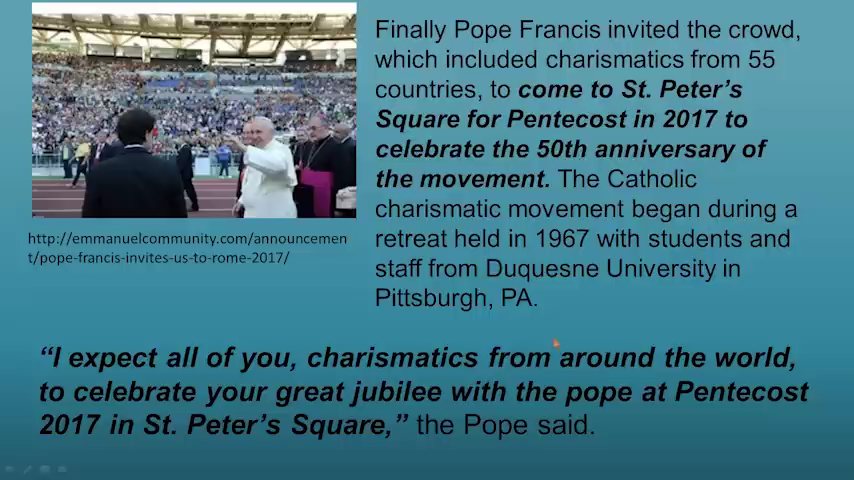 Finally Pope Francis invited the crowd,
which included charismatics from 55
countries, to come to St. Peter’s
Square for Pentecost in 2017 to
celebrate the 50th anniversary of
the movement. The Catholic
charismatic movement began during a
retreat held in 1967 with students and
staff from Duquesne University in
Pittsburgh, PA.
http://emmanuelcommunity.com/announcemen
t/pope-francis-invites-us-to-rome-2017/
“I expect all of you, charismatics from around the world,
to celebrate your great jubilee with the pope at Pentecost
2017 in St. Peter’s Square,” the Pope said.